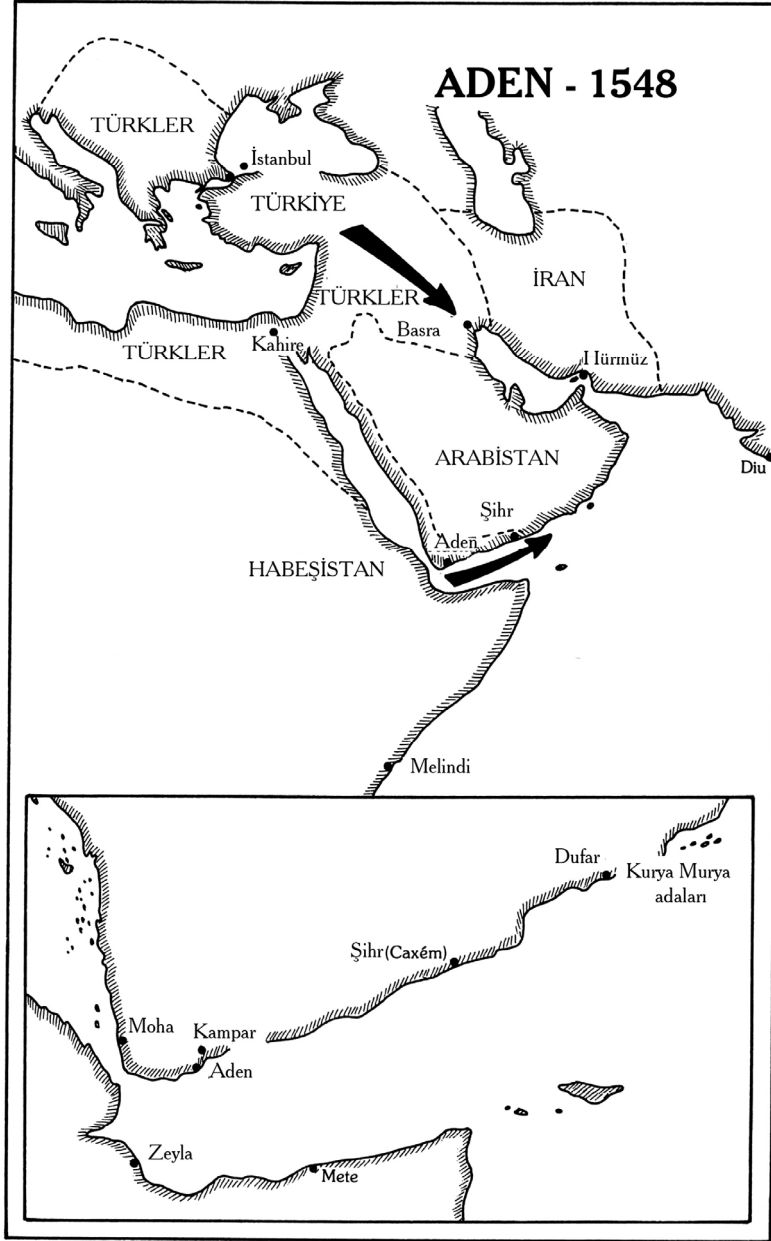 ADEN - 1548
TÜRKLER
İstanbul
TÜRKİYE
İRAN
TÜRKLER
Basra
TÜRKLER
Kahire
Hürmüz
ARABİSTAN
Diu
Şihr
Aden
HABEŞİSTAN
Melindi
Dufar
Kurya Murya
adaları
Şihr(Caxém)
Moha
Kampar
Aden
Zeyla
Mete